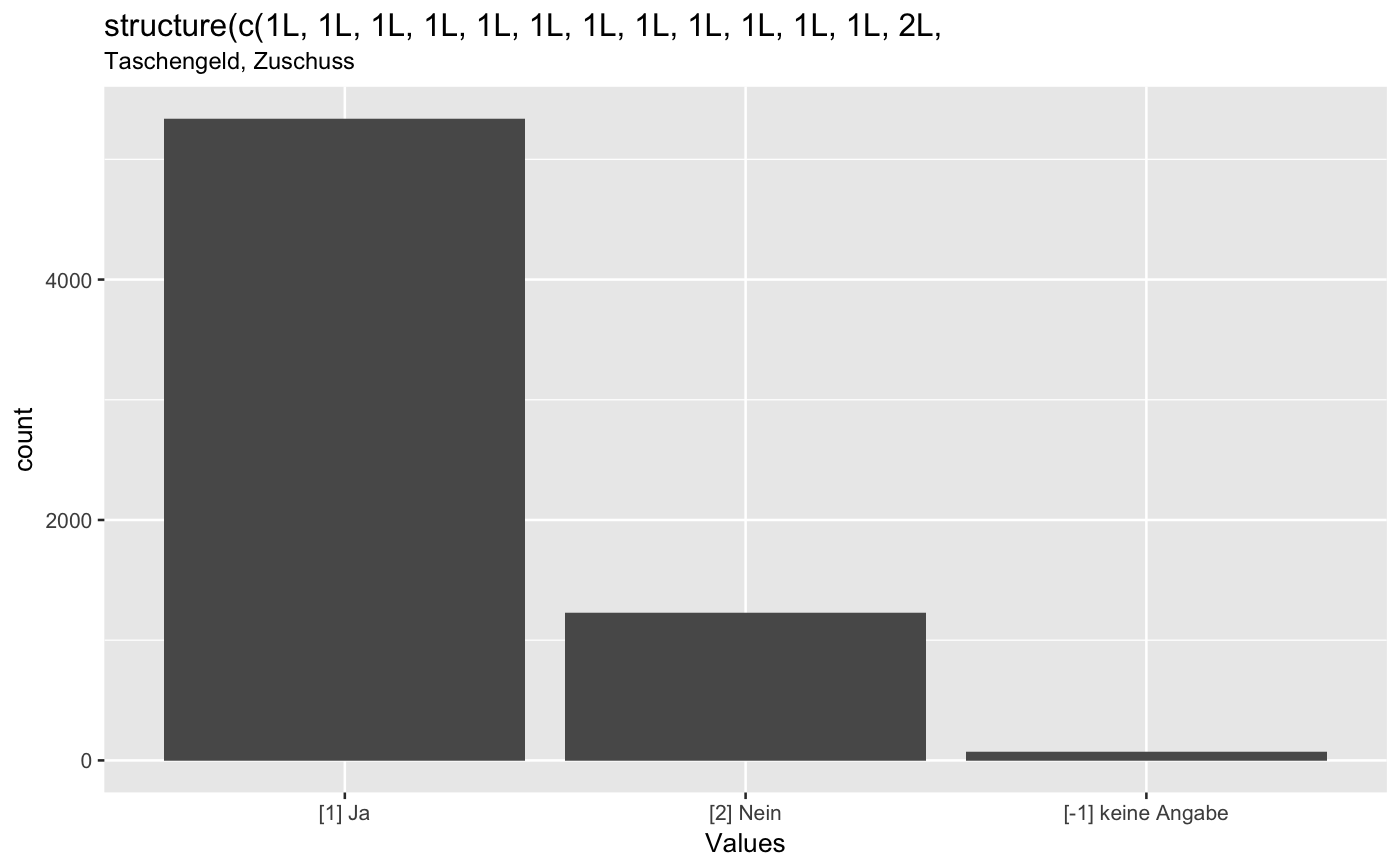 structure(c(1L, 1L, 1L, 1L, 1L, 1L, 1L, 1L, 1L, 1L, 1L, 1L, 2L,
Taschengeld, Zuschuss
4000
2000
0
count
[1] Ja
[2] Nein
[-1] keine Angabe
Values